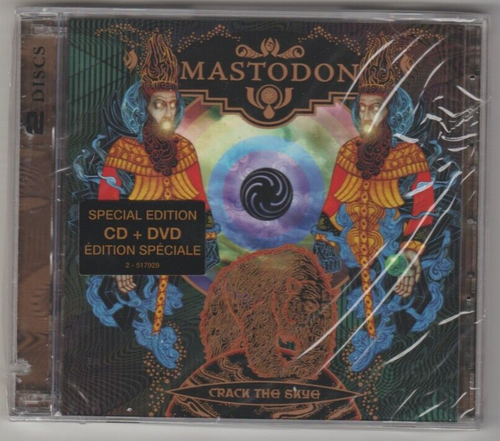 2 DISCS
MASTODON
SPECIAL EDITION
CD + DVD
ÉDITION SPÉCIALE
2 - 517929
CRACK THE SKYE